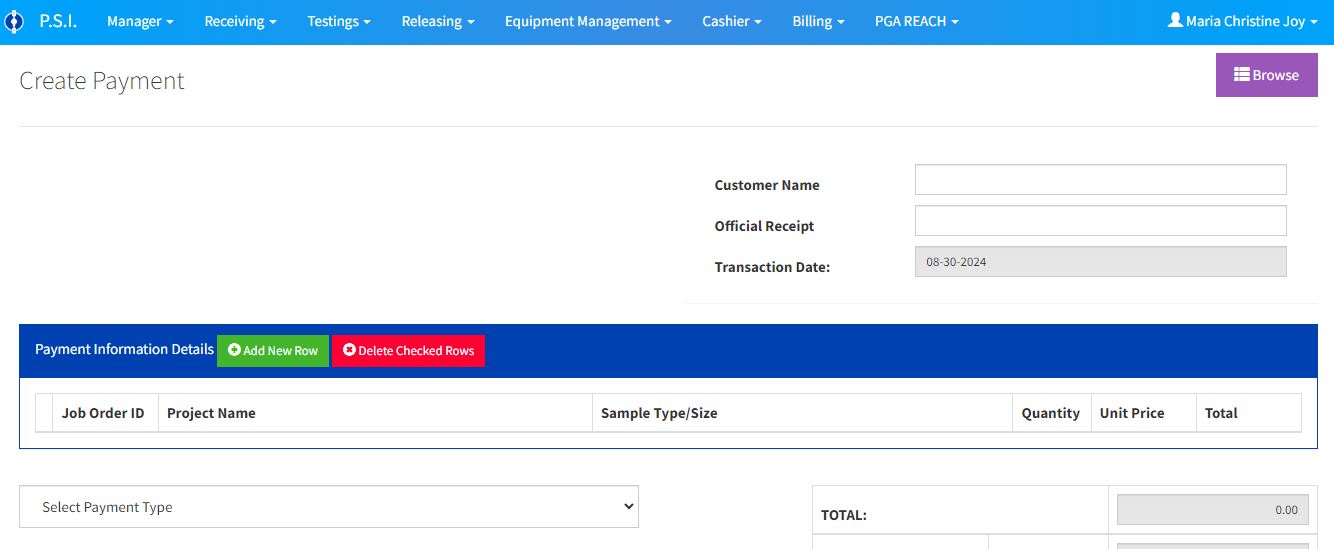 P.S.I. Manager Receiving Testings Releasing Equipment Management Cashier Billing PGA REACH Maria Christine Joy
Create Payment
Browse
Customer Name
Official Receipt
Transaction Date: 08-30-2024
Payment Information Details Add New Row Delete Checked Rows
Job Order ID Project Name Sample Type/Size Quantity Unit Price Total
Select Payment Type
TOTAL: 0.00